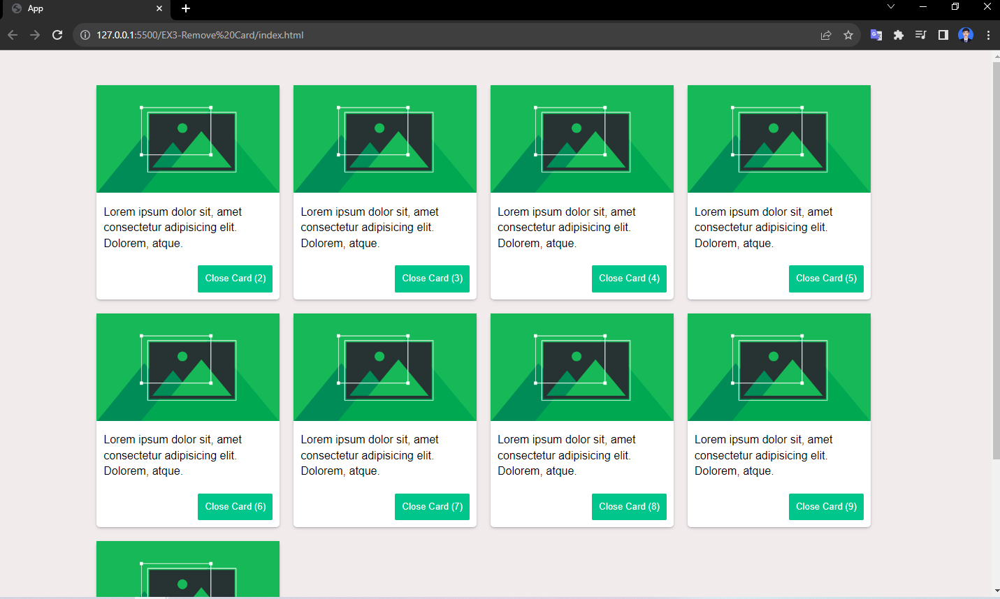 App
127.0.0.1:5500/EX3-Remove%20Card/index.html
Lorem ipsum dolor sit, amet
consectetur adipisicing elit.
Dolorem, atque.
Close Card (2)
Lorem ipsum dolor sit, amet
consectetur adipisicing elit.
Dolorem, atque.
Close Card (3)
Lorem ipsum dolor sit, amet
consectetur adipisicing elit.
Dolorem, atque.
Close Card (4)
Lorem ipsum dolor sit, amet
consectetur adipisicing elit.
Dolorem, atque.
Close Card (5)
Lorem ipsum dolor sit, amet
consectetur adipisicing elit.
Dolorem, atque.
Close Card (6)
Lorem ipsum dolor sit, amet
consectetur adipisicing elit.
Dolorem, atque.
Close Card (7)
Lorem ipsum dolor sit, amet
consectetur adipisicing elit.
Dolorem, atque.
Close Card (8)
Lorem ipsum dolor sit, amet
consectetur adipisicing elit.
Dolorem, atque.
Close Card (9)